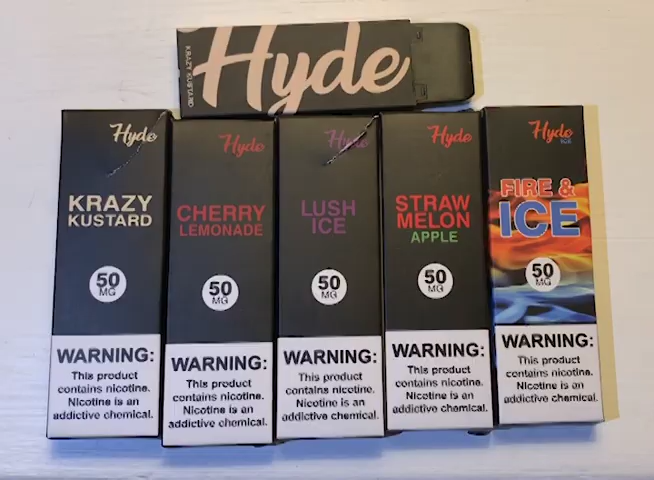 KRAZY KUSTARD
Hyde
Hyde
KRAZY
KUSTARD
50
MG
WARNING:
This product
contains nicotine.
Nicotine is an
addictive chemical.
Hyde
CHERRY
LEMONADE
50
MG
WARNING:
This product
contains nicotine.
Nicotine is an
addictive chemical.
Hyde
LUSH
ICE
50
MG
WARNING:
This product
contains nicotine.
Nicotine is an
addictive chemical.
Hyde
STRAW
MELON
APPLE
50
MG
WARNING:
This product
contains nicotine.
Nicotine is an
addictive chemical.
Hyde
ICE
FIRE &
ICE
50
MG
WARNING:
This product
contains nicotine.
Nicotine is an
addictive chemical.